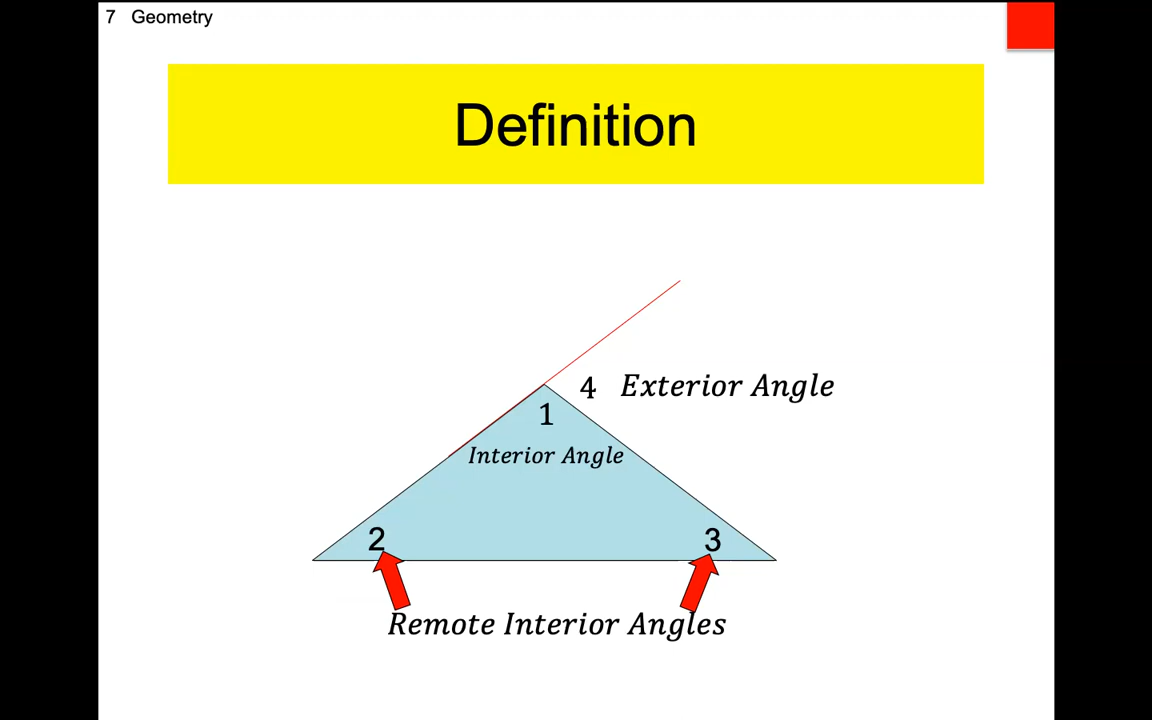 7 Geometry
Definition
4 Exterior Angle
1
Interior Angle
2 3
Remote Interior Angles